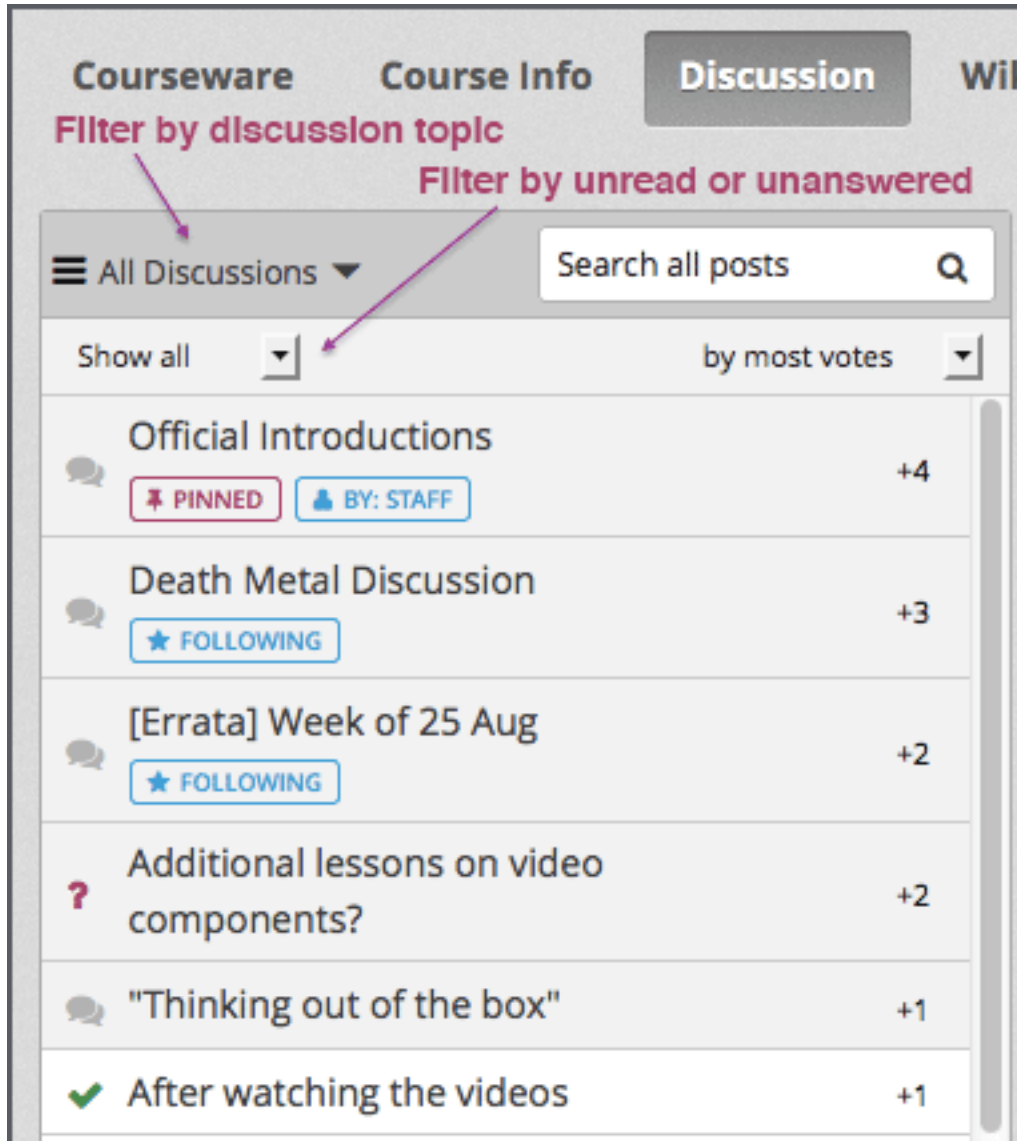 Courseware Course Info Discussion
Filter by discussion topic
Filter by unread or unanswered
All Discussions Search all posts
Show all by most votes
Official Introductions
+4
PINNED BY: STAFF
Death Metal Discussion
+3
FOLLOWING
[Errata] Week of 25 Aug
+2
FOLLOWING
Additional lessons on video
+2
components?
"Thinking out of the box" +1
After watching the videos +1